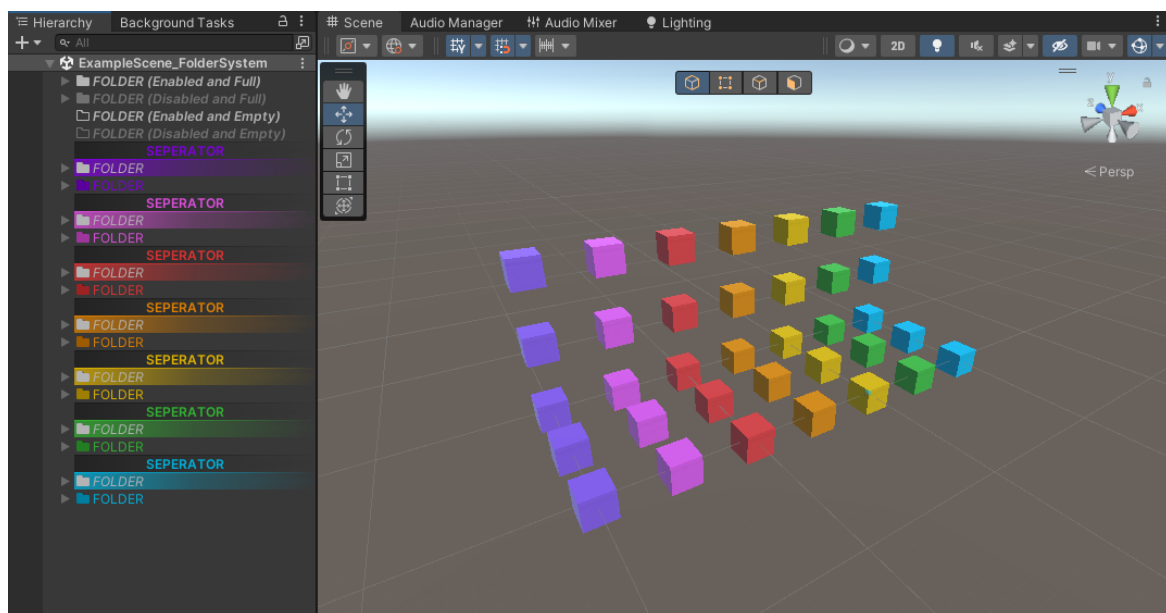 Hierarchy Background Tasks
All
ExampleScene_FolderSystem
FOLDER (Enabled and Full)
FOLDER (Disabled and Full)
FOLDER (Enabled and Empty)
FOLDER (Disabled and Empty)
SEPERATOR
FOLDER
FOLDER
SEPERATOR
FOLDER
FOLDER
SEPERATOR
FOLDER
FOLDER
SEPERATOR
FOLDER
FOLDER
SEPERATOR
FOLDER
FOLDER
SEPERATOR
FOLDER
FOLDER
SEPERATOR
FOLDER
FOLDER
Scene Audio Manager Audio Mixer Lighting
2D
y
x
z
Persp